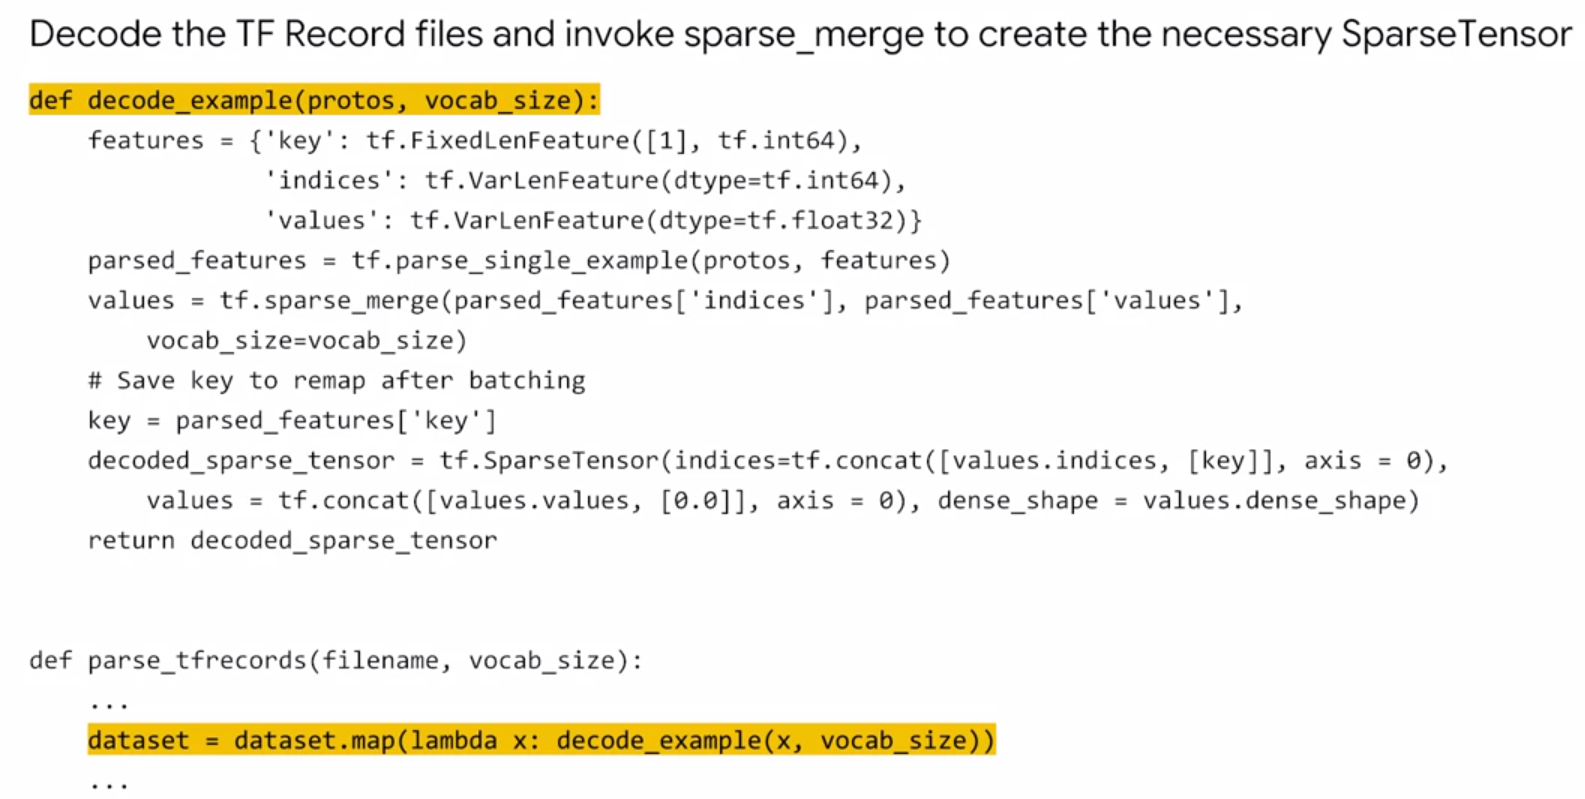 Decode the TF Record files and invoke sparse_merge to create the necessary SparseTensor
def decode_example(protos, vocab_size):
    features = {'key': tf.FixedLenFeature([1], tf.int64),
                'indices': tf.VarLenFeature(dtype=tf.int64),
                'values': tf.VarLenFeature(dtype=tf.float32)}
    parsed_features = tf.parse_single_example(protos, features)
    values = tf.sparse_merge(parsed_features['indices'], parsed_features['values'],
        vocab_size=vocab_size)
    # Save key to remap after batching
    key = parsed_features['key']
    decoded_sparse_tensor = tf.SparseTensor(indices=tf.concat([values.indices, [key]], axis = 0),
        values = tf.concat([values.values, [0.0]], axis = 0), dense_shape = values.dense_shape)
    return decoded_sparse_tensor
def parse_tfrecords(filename, vocab_size):
    ...
    dataset = dataset.map(lambda x: decode_example(x, vocab_size))
    ...